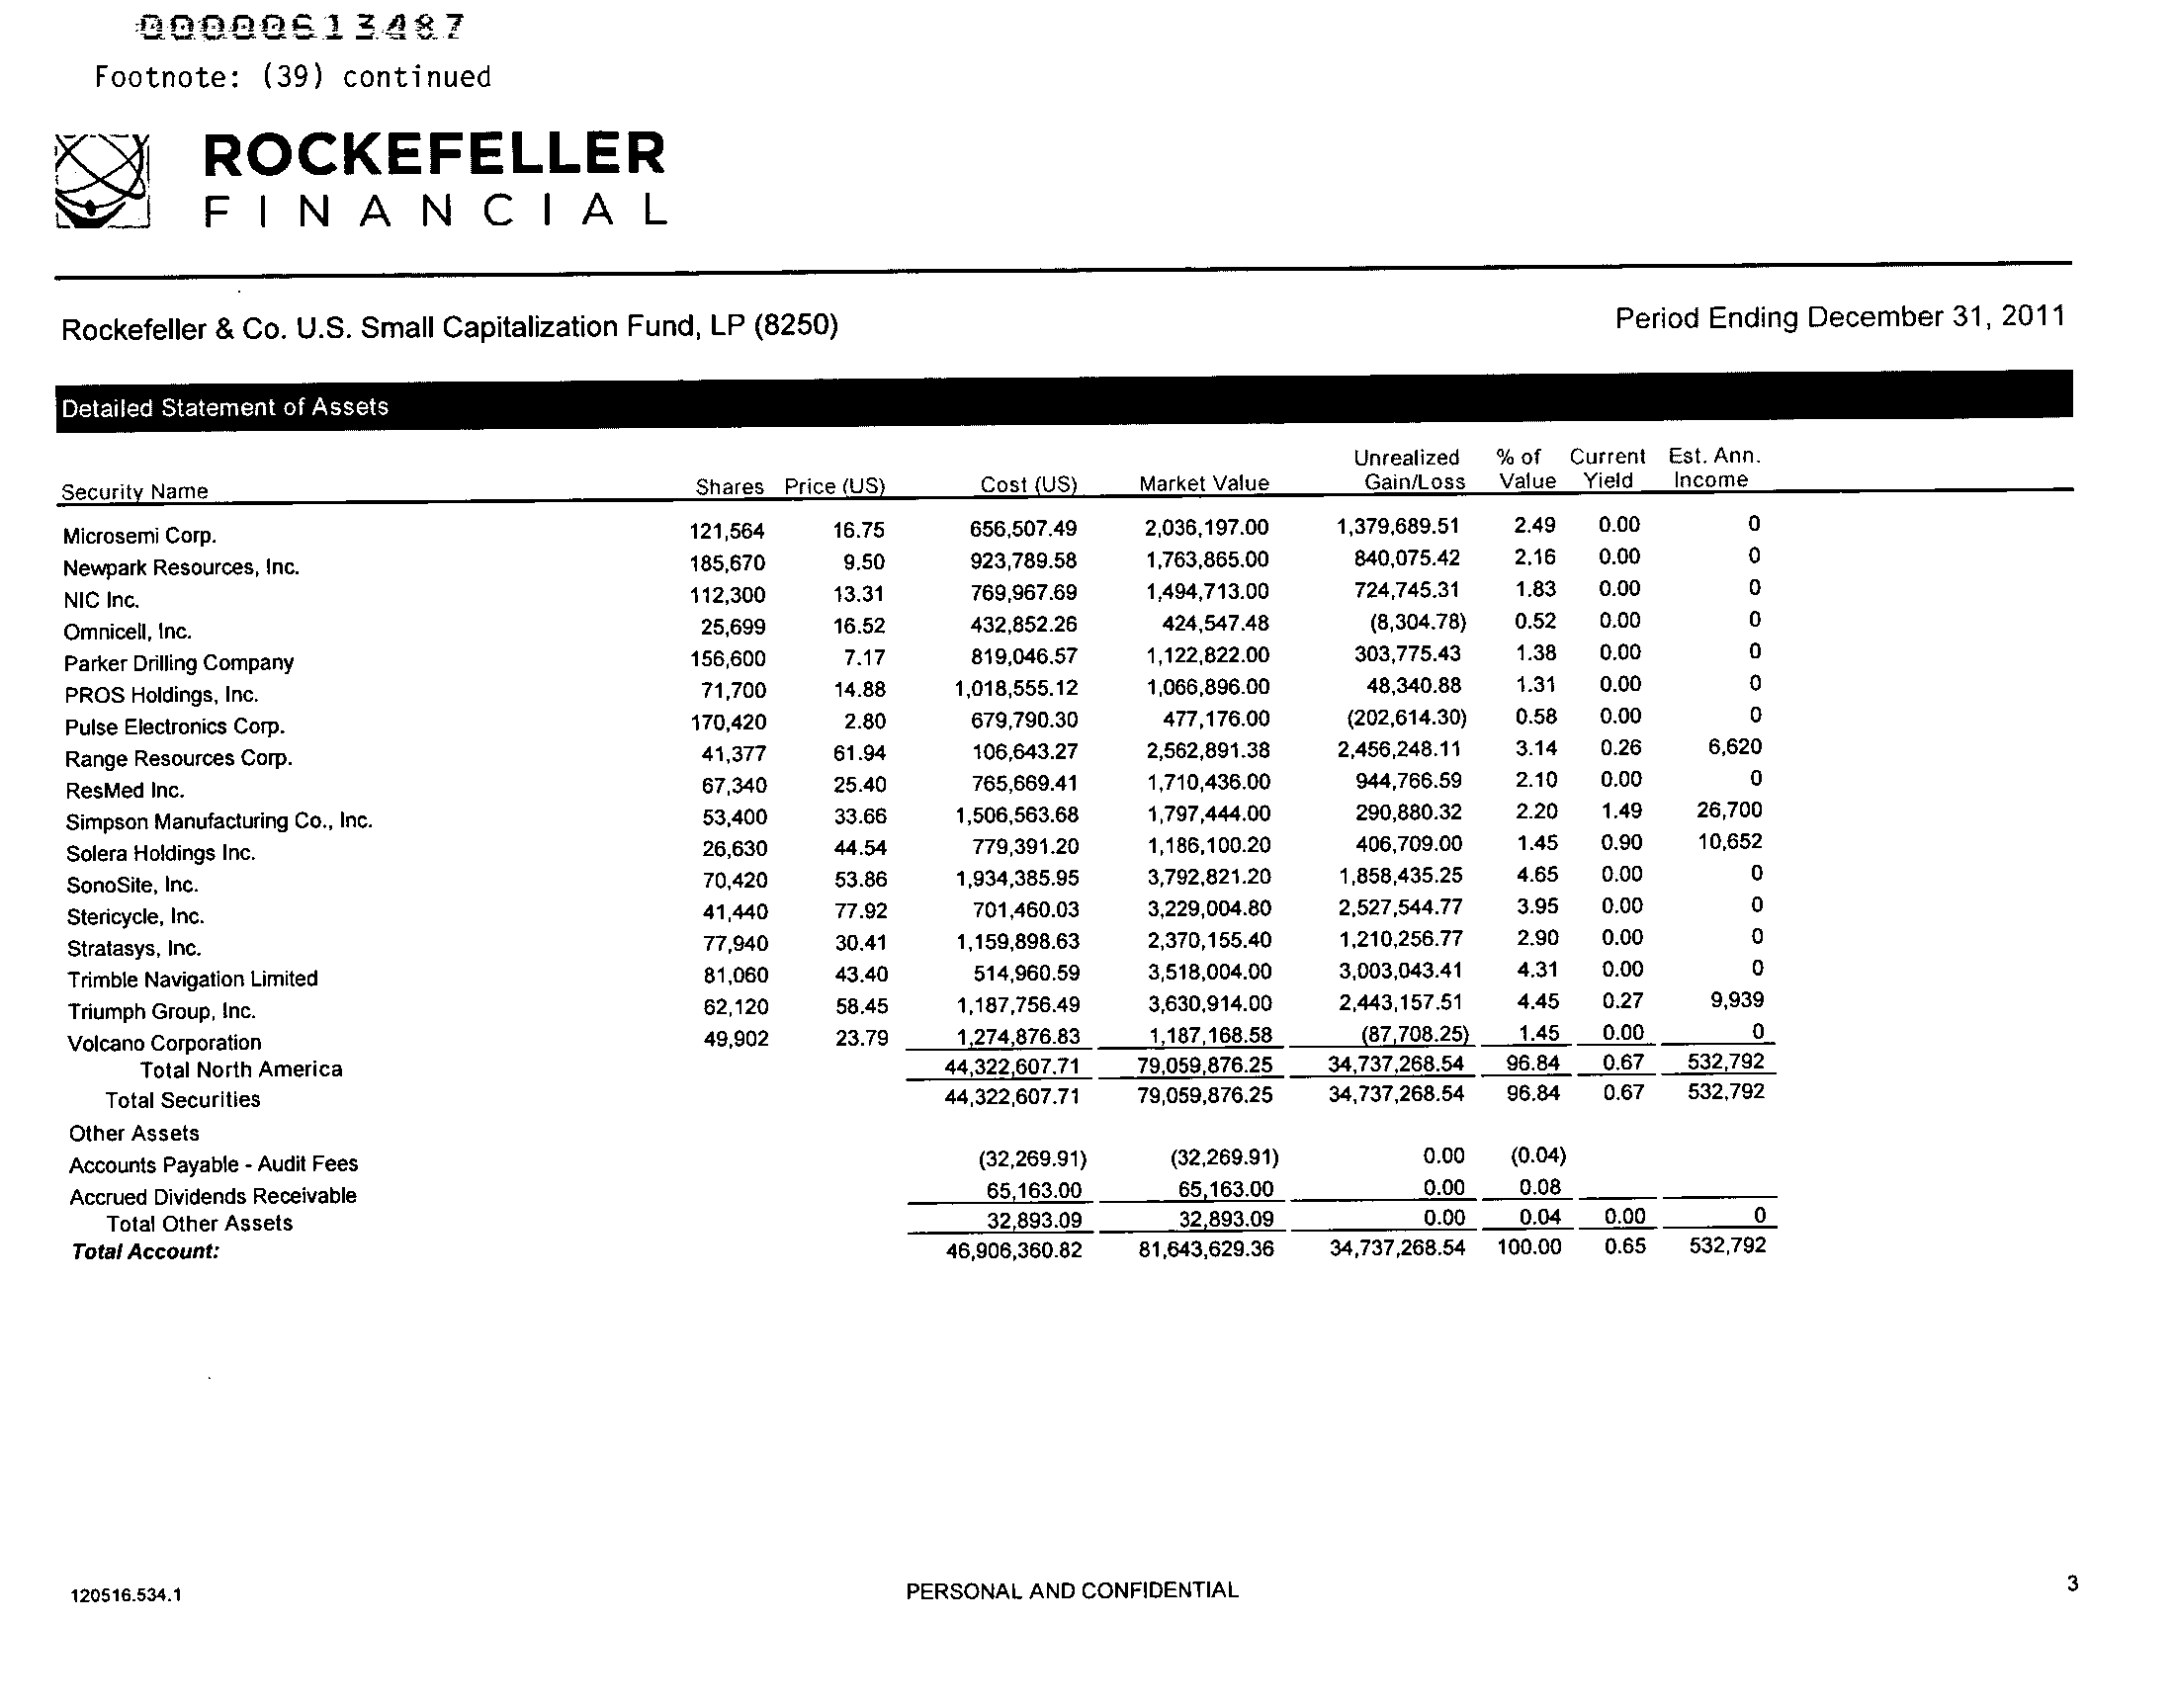 00000613487
Footnote: (39) continued
ROCKEFELLER
FINANCIAL
Rockefeller & Co. U.S. Small Capitalization Fund, LP (8250) Period Ending December 31, 2011
Detailed Statement of Assets
Unrealized % of Current Est. Ann.
Security Name Shares Price (US) Cost (US) Market Value Gain/Loss Value Yield Income
Microsemi Corp. 121,564 16.75 656,507.49 2,036,197.00 1,379,689.51 2.49 0.00 0
Newpark Resources, Inc. 185,670 9.50 923,789.58 1,763,865.00 840,075.42 2.16 0.00 0
NIC Inc. 112,300 13.31 769,967.69 1,494,713.00 724,745.31 1.83 0.00 0
Omnicell, Inc. 25,699 16.52 432,852.26 424,547.48 (8,304.78) 0.52 0.00 0
Parker Drilling Company 156,600 7.17 819,046.57 1,122,822.00 303,775.43 1.38 0.00 0
PROS Holdings, Inc. 71,700 14.88 1,018,555.12 1,066,896.00 48,340.88 1.31 0.00 0
Pulse Electronics Corp. 170,420 2.80 679,790.30 477,176.00 (202,614.30) 0.58 0.00 0
Range Resources Corp. 41,377 61.94 106,643.27 2,562,891.38 2,456,248.11 3.14 0.26 6,620
ResMed Inc. 67,340 25.40 765,669.41 1,710,436.00 944,766.59 2.10 0.00 0
Simpson Manufacturing Co., Inc. 53,400 33.66 1,506,563.68 1,797,444.00 290,880.32 2.20 1.49 26,700
Solera Holdings Inc. 26,630 44.54 779,391.20 1,186,100.20 406,709.00 1.45 0.90 10,652
SonoSite, Inc. 70,420 53.86 1,934,385.95 3,792,821.20 1,858,435.25 4.65 0.00 0
Stericycle, Inc. 41,440 77.92 701,460.03 3,229,004.80 2,527,544.77 3.95 0.00 0
Stratasys, Inc. 77,940 30.41 1,159,898.63 2,370,155.40 1,210,256.77 2.90 0.00 0
Trimble Navigation Limited 81,060 43.40 514,960.59 3,518,004.00 3,003,043.41 4.31 0.00 0
Triumph Group, Inc. 62,120 58.45 1,187,756.49 3,630,914.00 2,443,157.51 4.45 0.27 9,939
Volcano Corporation 49,902 23.79 1,274,876.83 1,187,168.58 (87,708.25) 1.45 0.00 0
Total North America 44,322,607.71 79,059,876.25 34,737,268.54 96.84 0.67 532,792
Total Securities 44,322,607.71 79,059,876.25 34,737,268.54 96.84 0.67 532,792
Other Assets
Accounts Payable - Audit Fees (32,269.91) (32,269.91) 0.00 (0.04)
Accrued Dividends Receivable 65,163.00 65,163.00 0.00 0.08
Total Other Assets 32,893.09 32,893.09 0.00 0.04 0.00 0
Total Account: 46,906,360.82 81,643,629.36 34,737,268.54 100.00 0.65 532,792
120516.534.1 PERSONAL AND CONFIDENTIAL 3